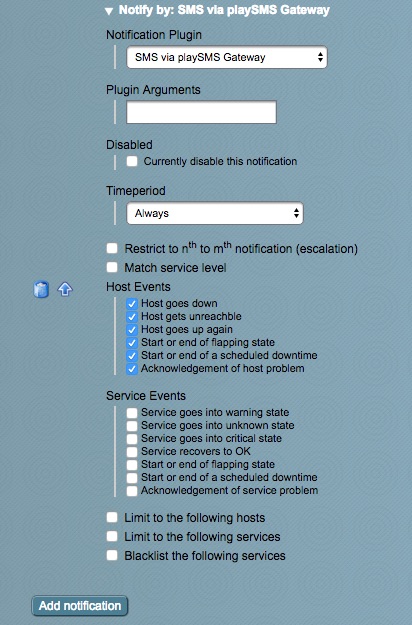 Notify by: SMS via playSMS Gateway
Notification Plugin
SMS via playSMS Gateway
Plugin Arguments
Disabled
Currently disable this notification
Timeperiod
Always
Restrict to nth to mth notification (escalation)
Match service level
Host Events
Host goes down
Host gets unreachble
Host goes up again
Start or end of flapping state
Start or end of a scheduled downtime
Acknowledgement of host problem
Service Events
Service goes into warning state
Service goes into unknown state
Service goes into critical state
Service recovers to OK
Start or end of flapping state
Start or end of a scheduled downtime
Acknowledgement of service problem
Limit to the following hosts
Limit to the following services
Blacklist the following services
Add notification